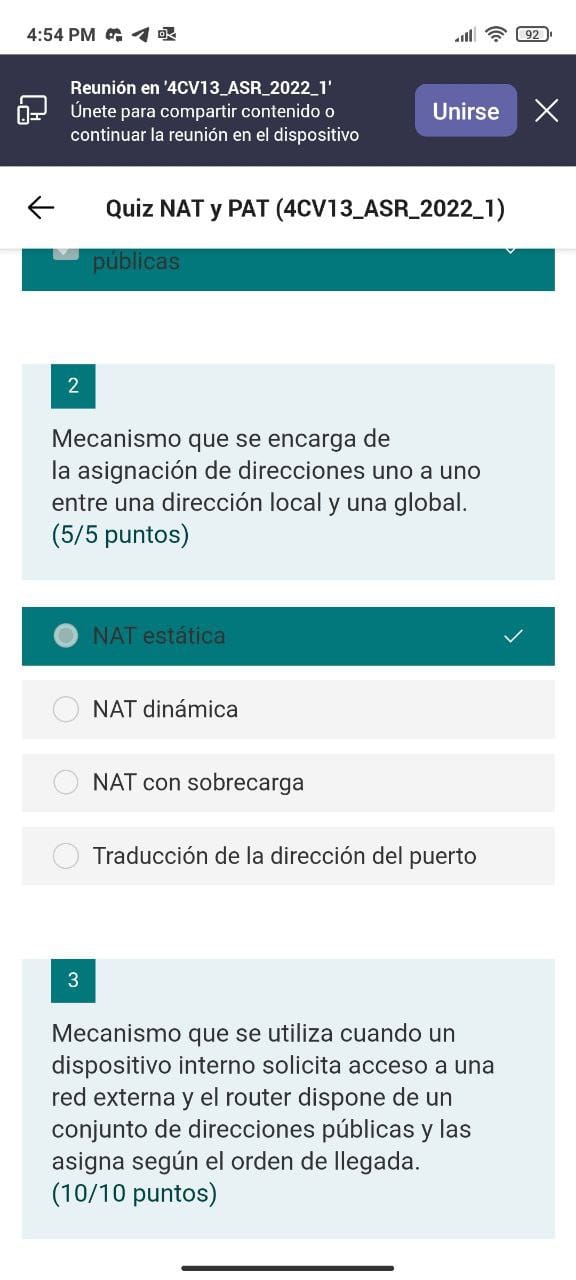 4:54 PM
92
Reunión en '4CV13_ASR_2022_1'
Únete para compartir contenido o
continuar la reunión en el dispositivo
Unirse
Quiz NAT y PAT (4CV13_ASR_2022_1)
públicas
2
Mecanismo que se encarga de
la asignación de direcciones uno a uno
entre una dirección local y una global.
(5/5 puntos)
NAT estática
NAT dinámica
NAT con sobrecarga
Traducción de la dirección del puerto
3
Mecanismo que se utiliza cuando un
dispositivo interno solicita acceso a una
red externa y el router dispone de un
conjunto de direcciones públicas y las
asigna según el orden de llegada.
(10/10 puntos)